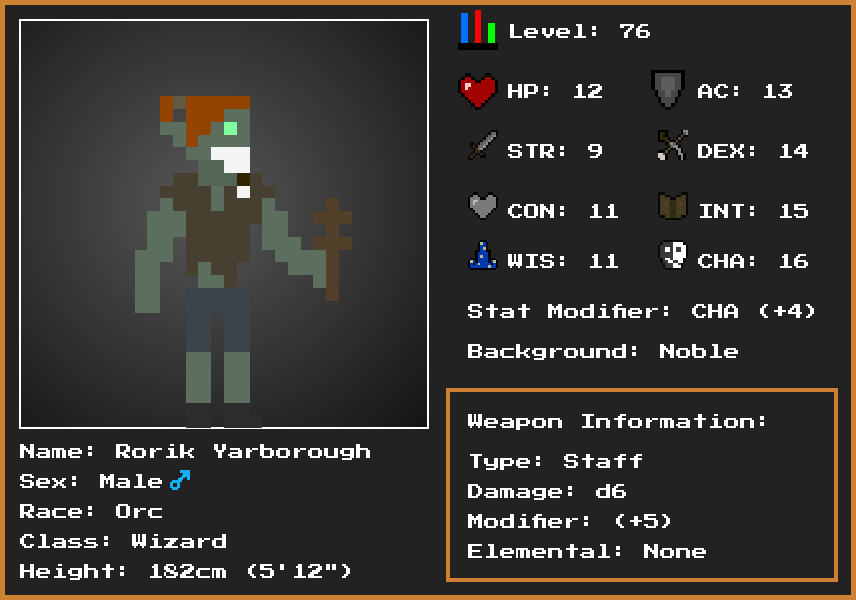 Level: 76
HP: 12
AC: 13
STR: 9
DEX: 14
CON: 11
INT: 15
WIS: 11
CHA: 16
Stat Modifier: CHA (+4)
Background: Noble
Weapon Information:
Type: Staff
Damage: d6
Modifier: (+5)
Elemental: None
Name: Rorik Yarborough
Sex: Male ♂
Race: Orc
Class: Wizard
Height: 182cm (5'12")